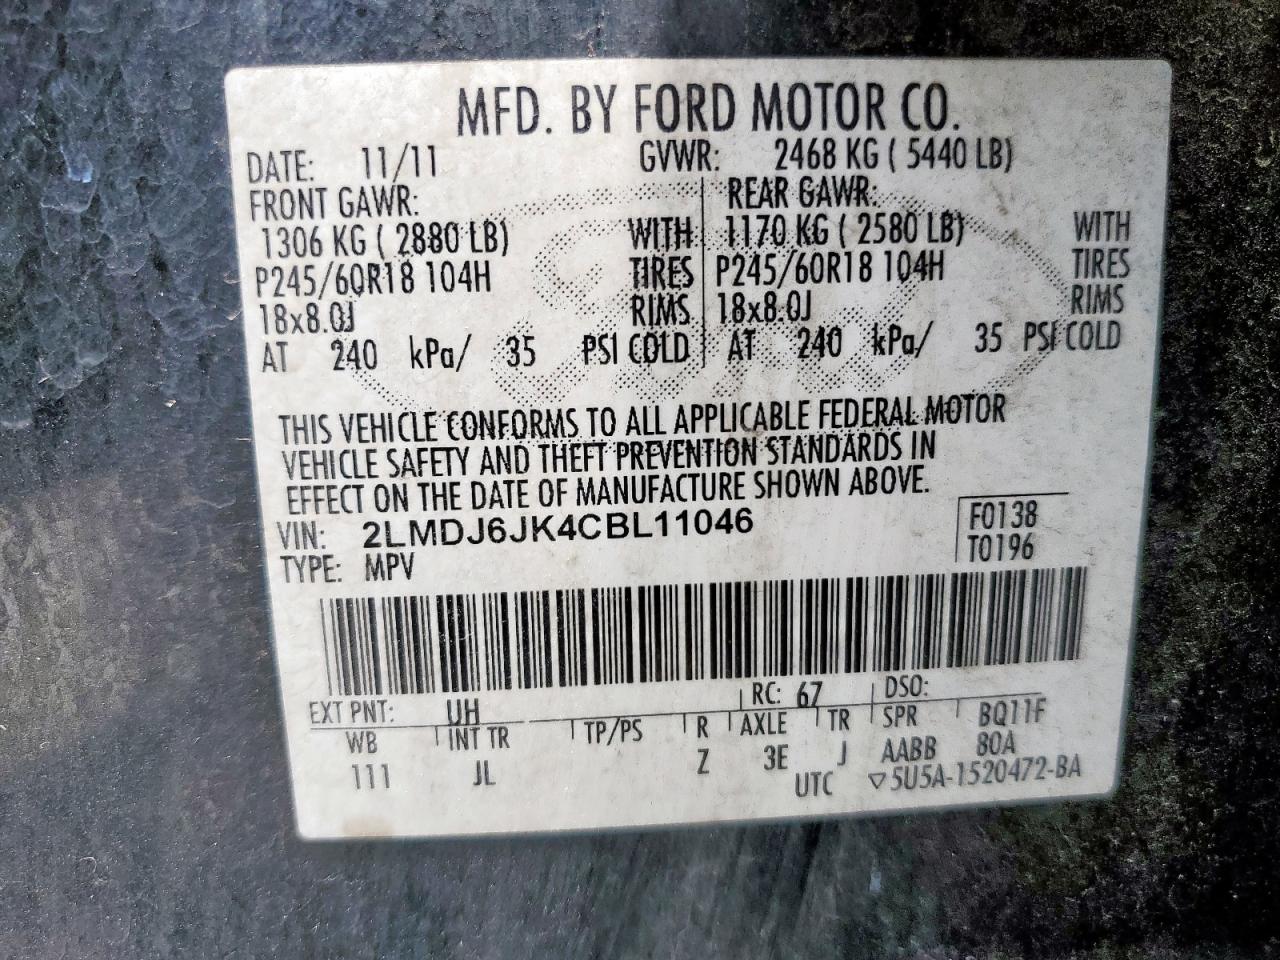 MFD. BY FORD MOTOR CO.
DATE: 11/11 GVWR: 2468 KG ( 5440 LB)
FRONT GAWR: REAR GAWR:
1306 KG ( 2880 LB) WITH 1170 KG ( 2580 LB) WITH
P245/60R18 104H TIRES P245/60R18 104H TIRES
18x8.0J RIMS 18x8.0J RIMS
AT 240 kPa/ 35 PSI COLD AT 240 kPa/ 35 PSI COLD
THIS VEHICLE CONFORMS TO ALL APPLICABLE FEDERAL MOTOR
VEHICLE SAFETY AND THEFT PREVENTION STANDARDS IN
EFFECT ON THE DATE OF MANUFACTURE SHOWN ABOVE.
VIN: 2LMDJ6JK4CBL11046 F0138
TYPE: MPV T0196
EXT PNT: UH RC: 67 DSO:
WB INT TR TP/PS R AXLE TR SPR BQ11F
111 JL Z 3E J AABB 80A
UTC ▽5U5A-1520472-BA